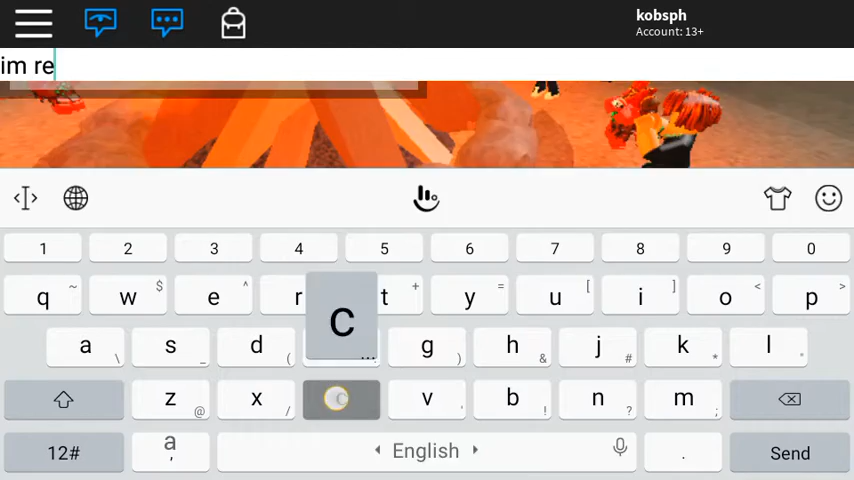 kobsph
Account: 13+
im re
1 2 3 4 5 6 7 8 9 0
q ~ w $ e ^ r t + y = u [ i ] o < p >
c
a \ s _ d ( ... g ) h & j # k * l "
z @ x / c v ' b ! n ? m ;
12# a , English . Send